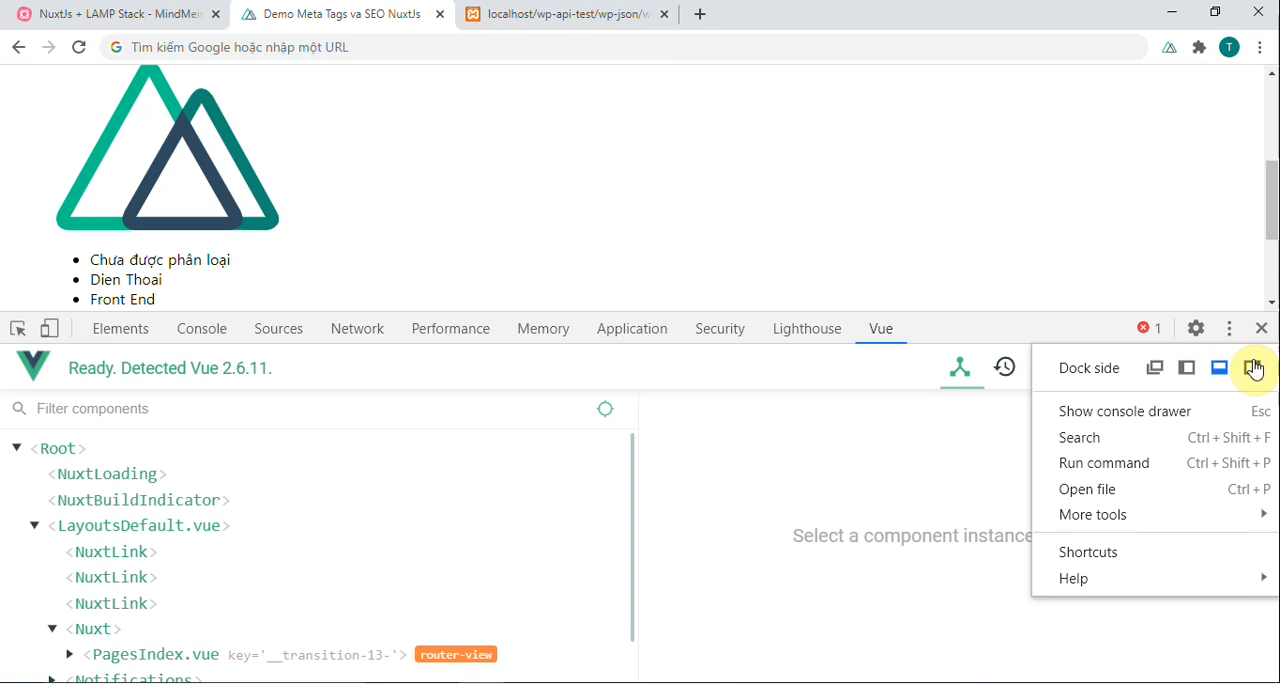 NuxtJs + LAMP Stack - MindMeis
Demo Meta Tags va SEO NuxtJs
localhost/wp-api-test/wp-json/w
Tìm kiếm Google hoặc nhập một URL
T
Chưa được phân loại
Dien Thoai
Front End
Elements
Console
Sources
Network
Performance
Memory
Application
Security
Lighthouse
Vue
1
Ready. Detected Vue 2.6.11.
Dock side
Filter components
Show console drawer Esc
Search Ctrl + Shift + F
Run command Ctrl + Shift + P
Open file Ctrl + P
More tools
Shortcuts
Help
<Root>
<NuxtLoading>
<NuxtBuildIndicator>
<LayoutsDefault.vue>
<NuxtLink>
<NuxtLink>
<NuxtLink>
<Nuxt>
<PagesIndex.vue key='__transition-13-'> router-view
<Notifications>
Select a component instance